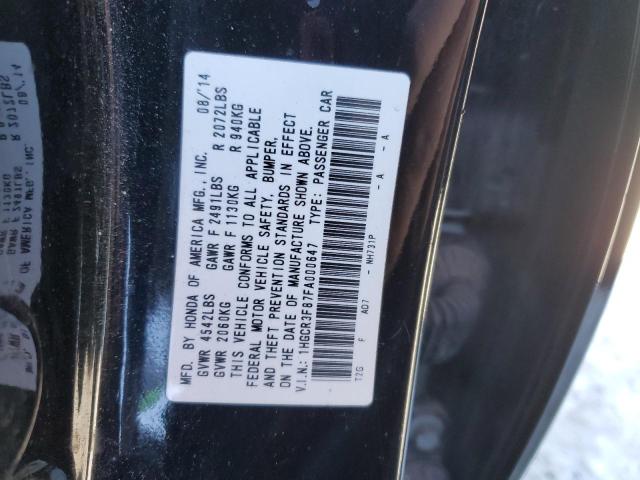 MFD. BY HONDA OF AMERICA MFG., INC. 08/'14
GVWR 4542LBS GAWR F 2491LBS R 2072LBS
GVWR 2060KG GAWR F 1130KG R 940KG
THIS VEHICLE CONFORMS TO ALL APPLICABLE
FEDERAL MOTOR VEHICLE SAFETY, BUMPER,
AND THEFT PREVENTION STANDARDS IN EFFECT
ON THE DATE OF MANUFACTURE SHOWN ABOVE.
V.I.N.: 1HGCR3F87FA000647 TYPE: PASSENGER CAR
T2G F AD7 - NH731P - A - A